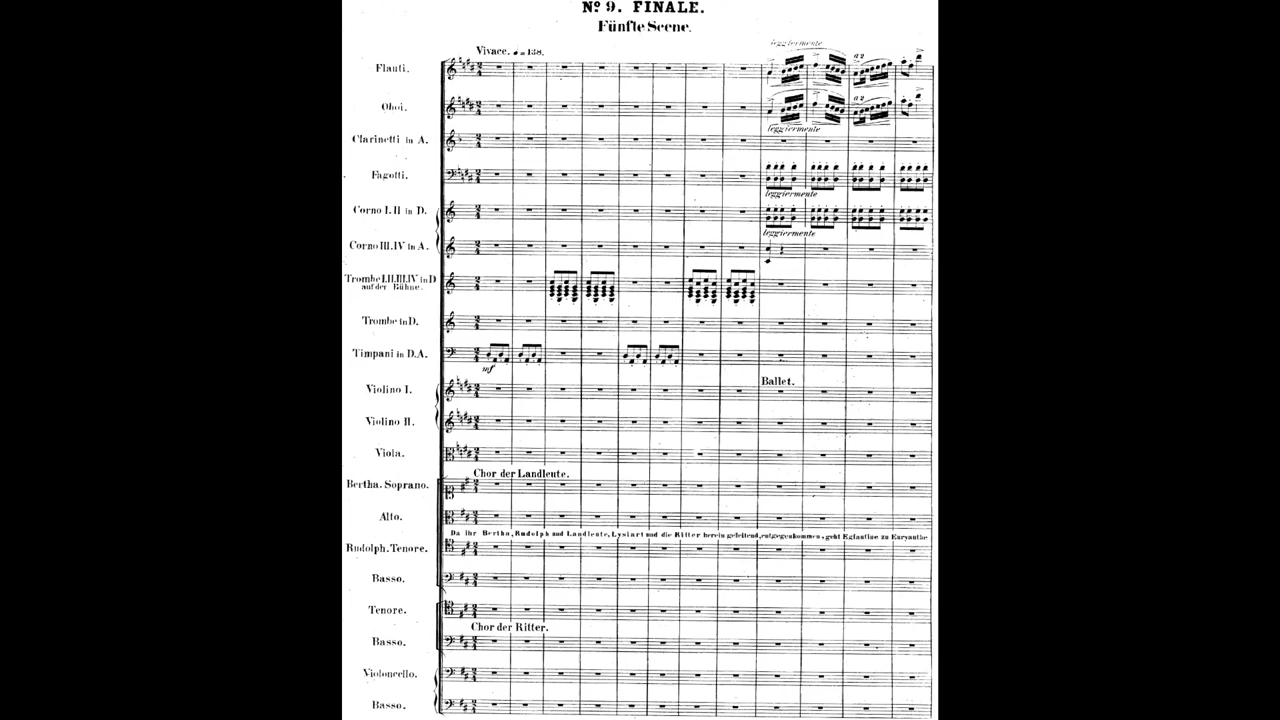 No 9. FINALE.
Fünfte Scene.
Vivace. = 138.
leggiermente
Flauti.
a 2
Oboi.
a 2
leggiermente
Clarinetti in A.
Fagotti.
leggiermente
Corno I. II in D.
leggiermente
Corno III. IV in A.
Trombe I.II.III.IV in D
auf der Bühne.
Trombe in D.
Timpani in D.A.
mf
Ballet.
Violino I.
Violino II.
Viola.
Chor der Landleute.
Bertha. Soprano.
Alto.
Da ihr Bertha, Rudolph und Landleute, Lysiart und die Ritter herein geleitend, entgegenkommen, geht Eglantine zu Euryanthe
Rudolph. Tenore.
Basso.
Tenore.
Chor der Ritter.
Basso.
Violoncello.
Basso.